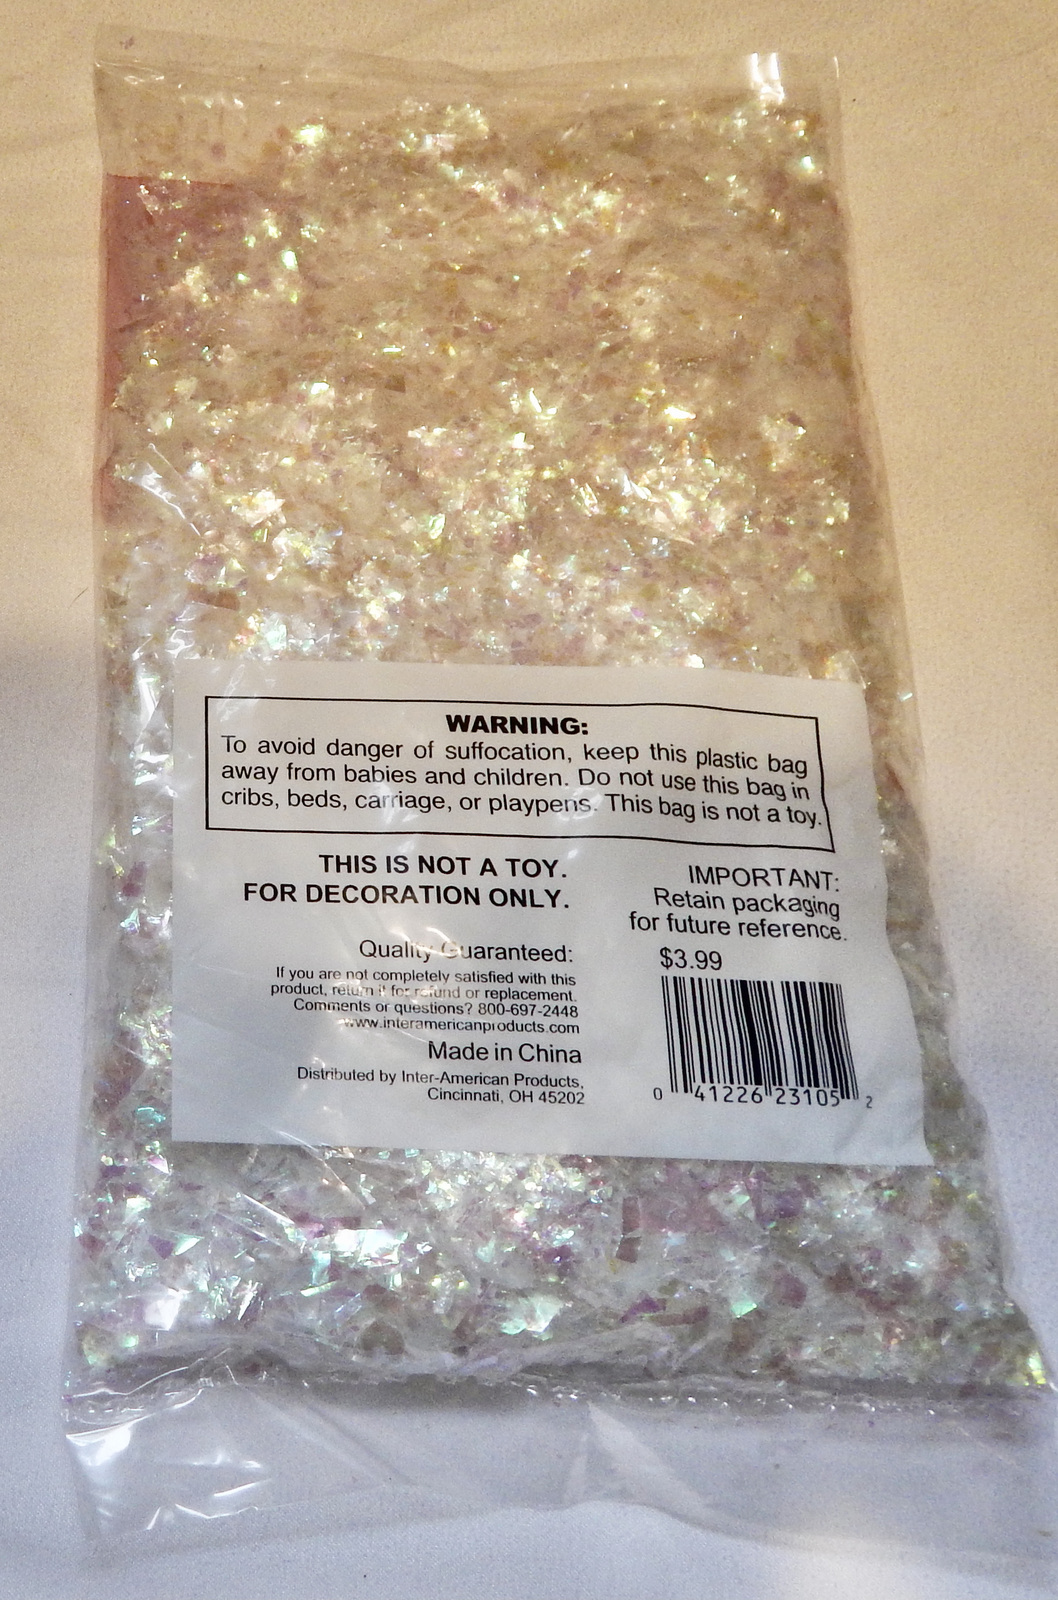 WARNING:
To avoid danger of suffocation, keep this plastic bag
away from babies and children. Do not use this bag in
cribs, beds, carriage, or playpens. This bag is not a toy.
THIS IS NOT A TOY.
FOR DECORATION ONLY.
Quality Guaranteed:
If you are not completely satisfied with this
product, return it for refund or replacement.
Comments or questions? 800-697-2448
www.interamericanproducts.com
Made in China
Distributed by Inter-American Products,
Cincinnati, OH 45202
IMPORTANT:
Retain packaging
for future reference.
$3.99
0 41226 23105 2